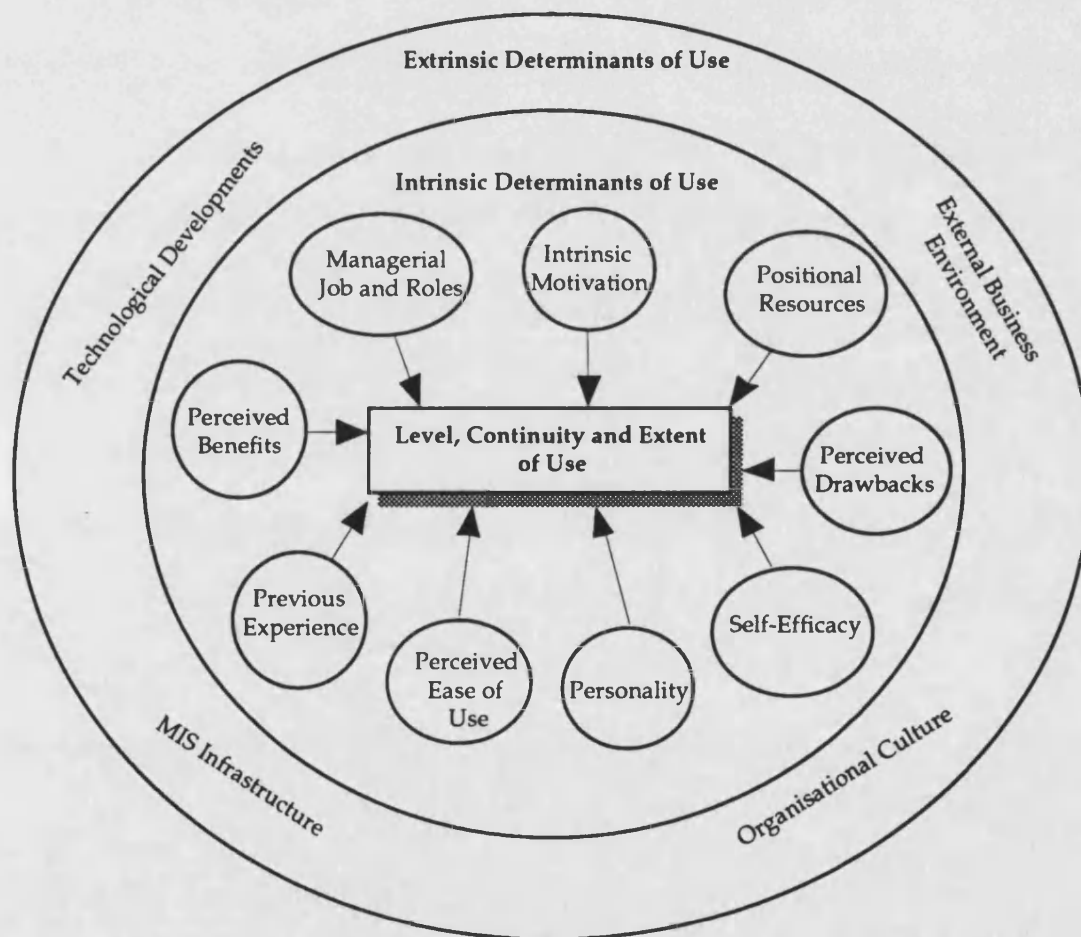 Extrinsic Determinants of Use
Technological Developments
External Business
Environment
Intrinsic Determinants of Use
Managerial
Job and Roles
Intrinsic
Motivation
Positional
Resources
Perceived
Benefits
Level, Continuity and Extent
of Use
Perceived
Drawbacks
Previous
Experience
Perceived
Ease of
Use
Personality
Self-Efficacy
MIS Infrastructure
Organisational Culture